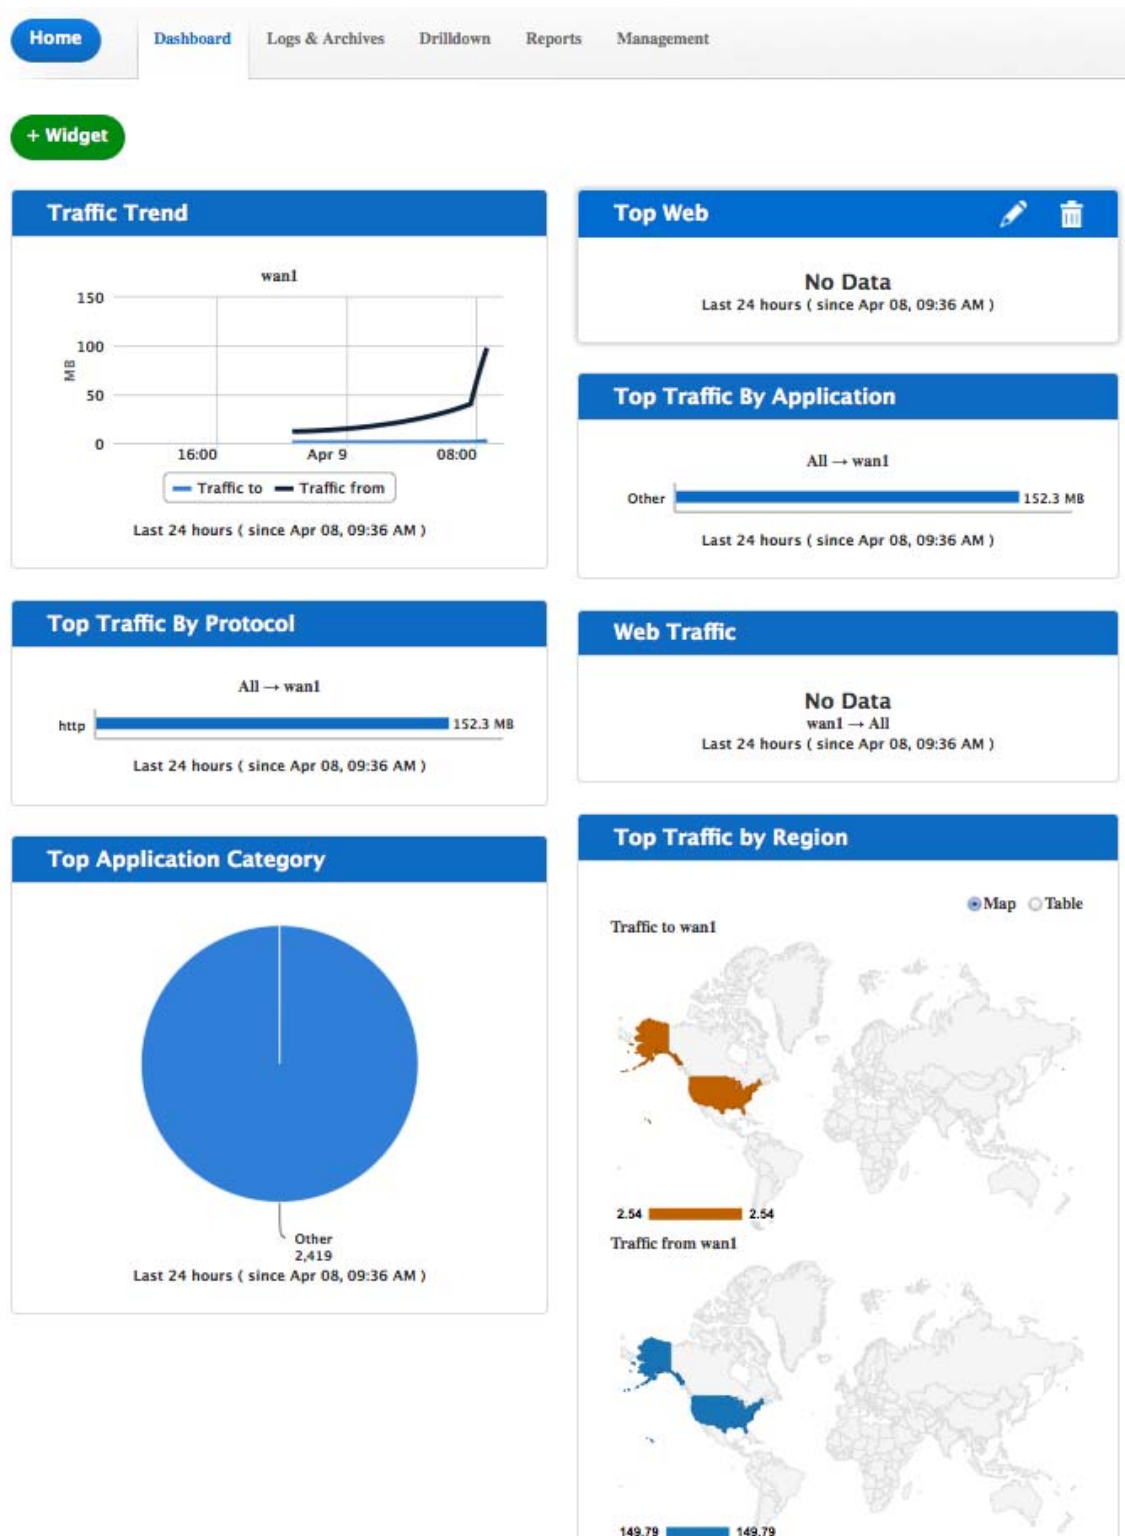 Home Dashboard Logs & Archives Drilldown Reports Management
+ Widget
Traffic Trend
wan1
150
100
50
0
MB
16:00 Apr 9 08:00
Traffic to Traffic from
Last 24 hours ( since Apr 08, 09:36 AM )
Top Traffic By Protocol
All → wan1
http 152.3 MB
Last 24 hours ( since Apr 08, 09:36 AM )
Top Application Category
Other
2,419
Last 24 hours ( since Apr 08, 09:36 AM )
Top Web
No Data
Last 24 hours ( since Apr 08, 09:36 AM )
Top Traffic By Application
All → wan1
Other 152.3 MB
Last 24 hours ( since Apr 08, 09:36 AM )
Web Traffic
No Data
wan1 → All
Last 24 hours ( since Apr 08, 09:36 AM )
Top Traffic by Region
Map Table
Traffic to wan1
2.54 2.54
Traffic from wan1
149.79 149.79